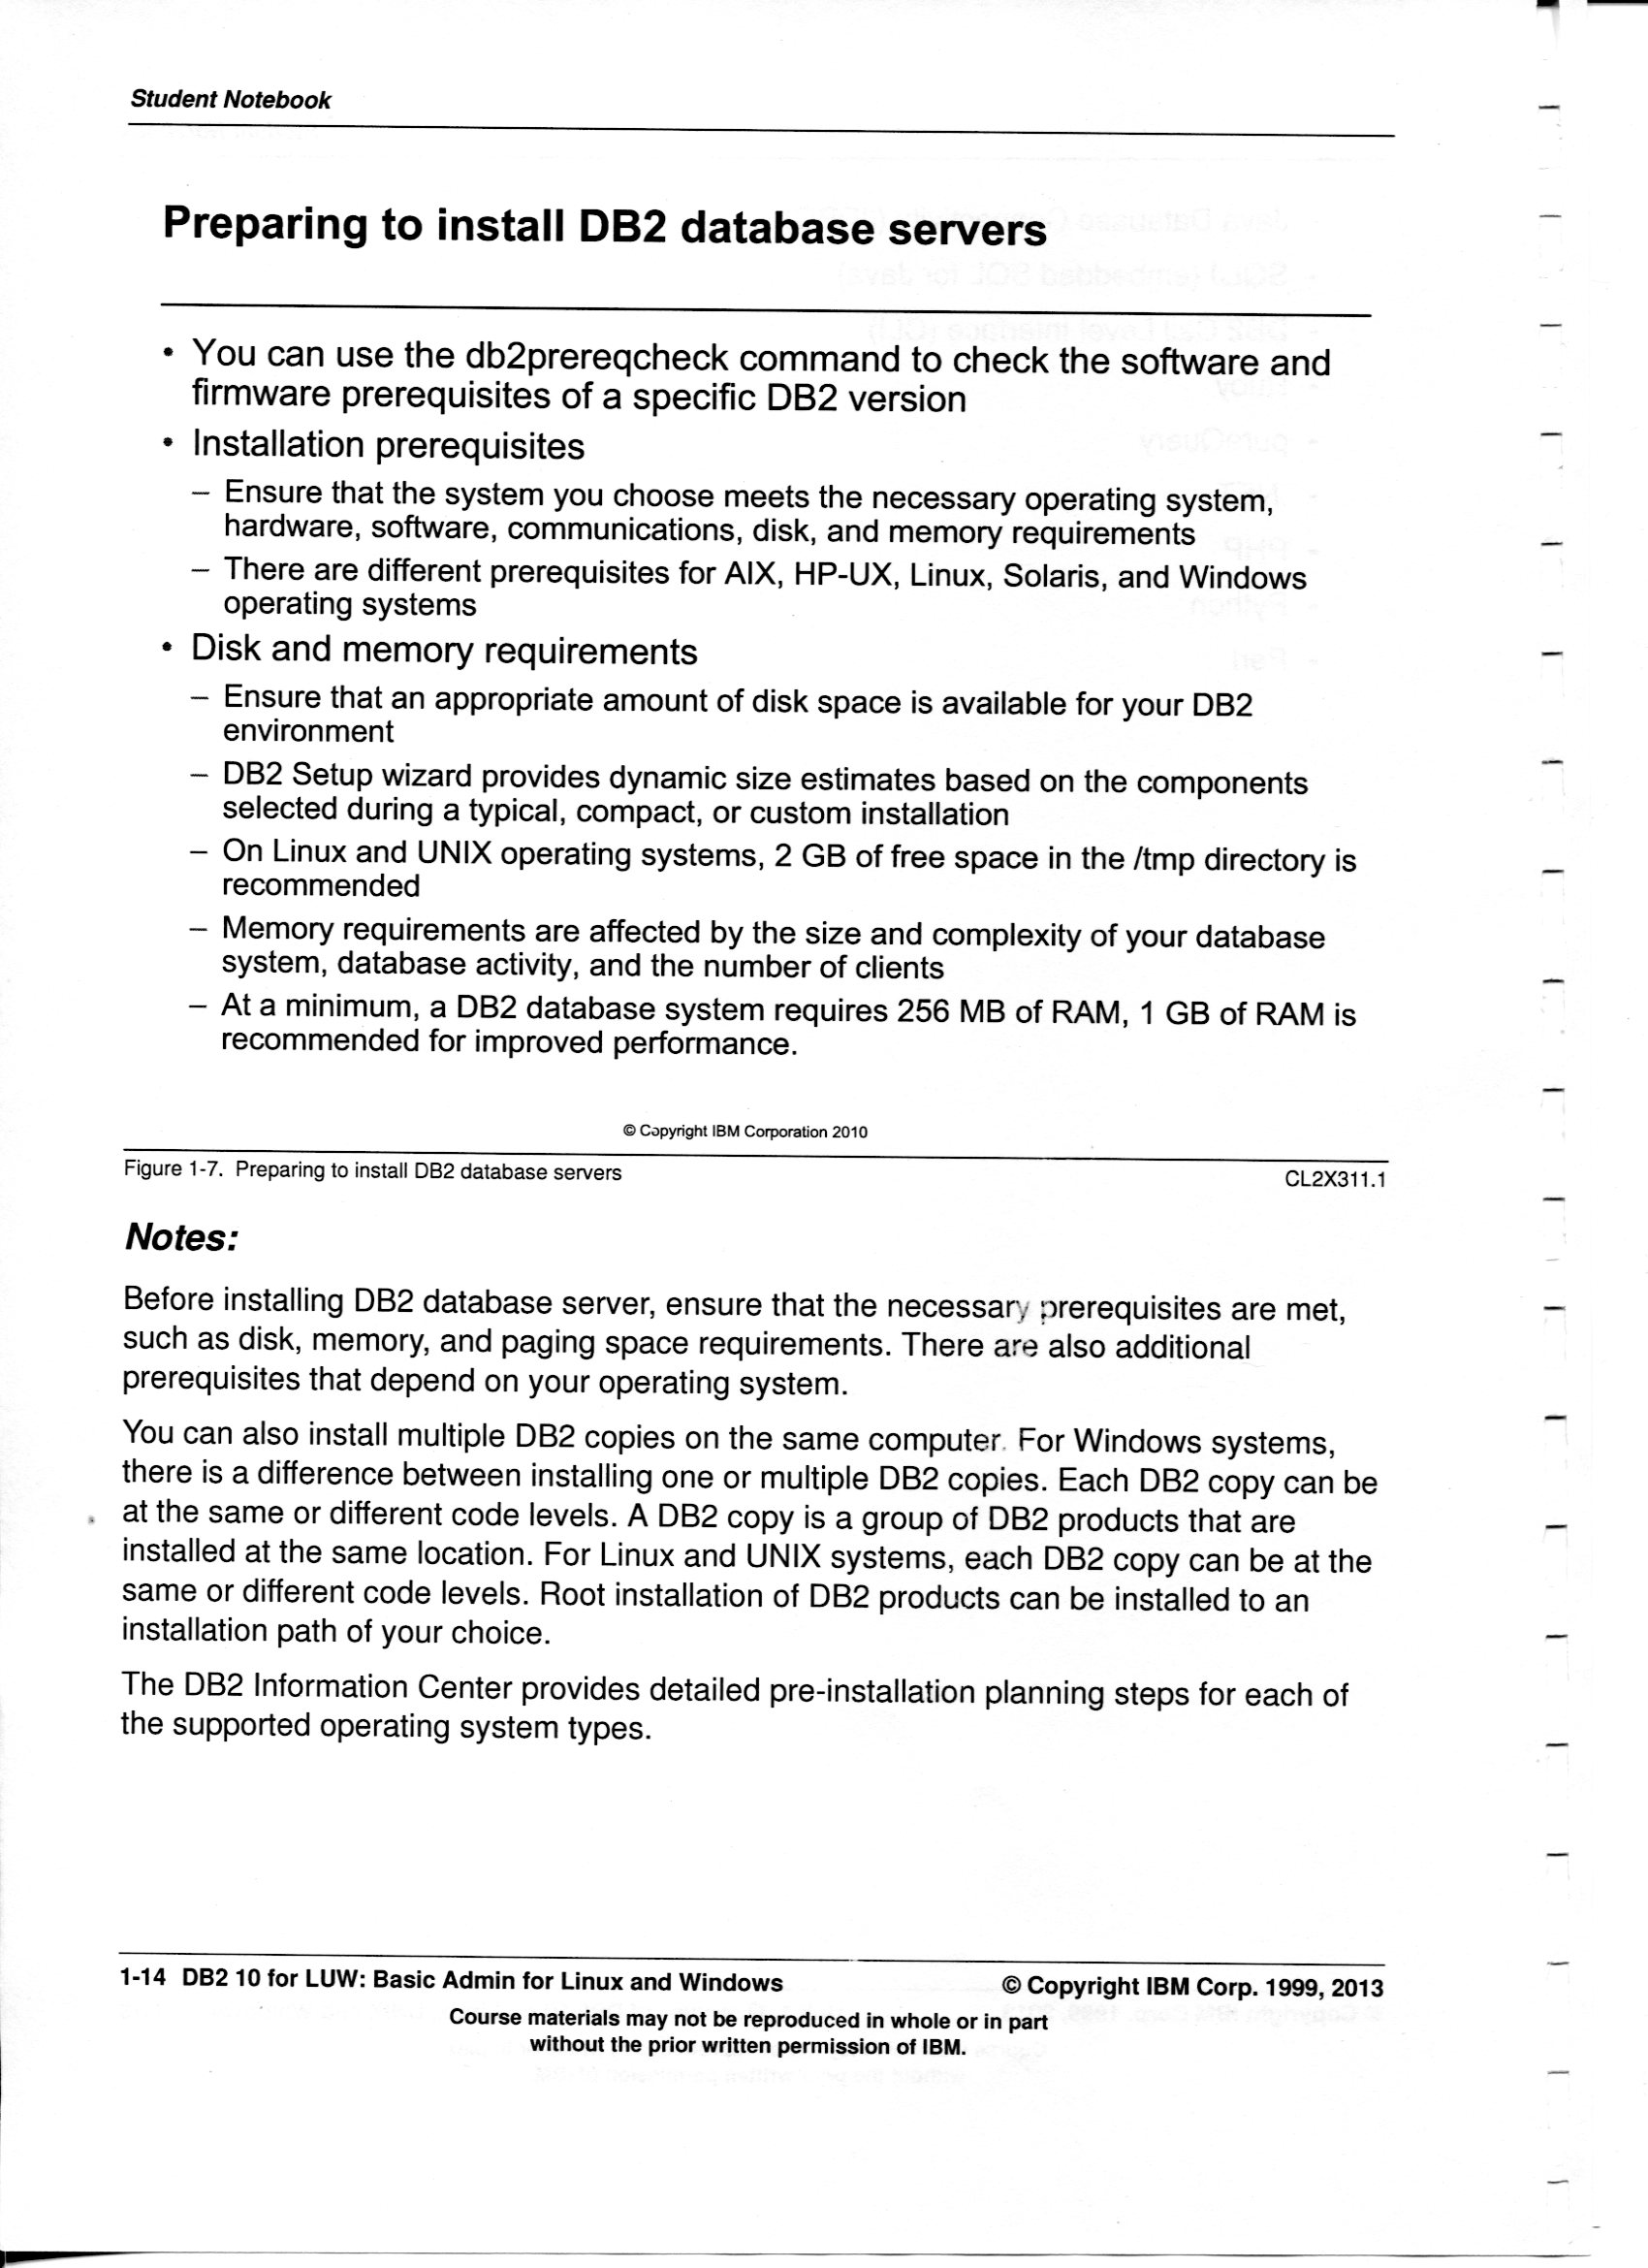 Student Notebook
Preparing to install DB2 database servers
• You can use the db2prereqcheck command to check the software and
firmware prerequisites of a specific DB2 version
• Installation prerequisites
– Ensure that the system you choose meets the necessary operating system,
hardware, software, communications, disk, and memory requirements
– There are different prerequisites for AIX, HP-UX, Linux, Solaris, and Windows
operating systems
• Disk and memory requirements
– Ensure that an appropriate amount of disk space is available for your DB2
environment
– DB2 Setup wizard provides dynamic size estimates based on the components
selected during a typical, compact, or custom installation
– On Linux and UNIX operating systems, 2 GB of free space in the /tmp directory is
recommended
– Memory requirements are affected by the size and complexity of your database
system, database activity, and the number of clients
– At a minimum, a DB2 database system requires 256 MB of RAM, 1 GB of RAM is
recommended for improved performance.
© Copyright IBM Corporation 2010
Figure 1-7. Preparing to install DB2 database servers CL2X311.1
Notes:
Before installing DB2 database server, ensure that the necessary prerequisites are met,
such as disk, memory, and paging space requirements. There are also additional
prerequisites that depend on your operating system.
You can also install multiple DB2 copies on the same computer. For Windows systems,
there is a difference between installing one or multiple DB2 copies. Each DB2 copy can be
at the same or different code levels. A DB2 copy is a group of DB2 products that are
installed at the same location. For Linux and UNIX systems, each DB2 copy can be at the
same or different code levels. Root installation of DB2 products can be installed to an
installation path of your choice.
The DB2 Information Center provides detailed pre-installation planning steps for each of
the supported operating system types.
1-14 DB2 10 for LUW: Basic Admin for Linux and Windows © Copyright IBM Corp. 1999, 2013
Course materials may not be reproduced in whole or in part
without the prior written permission of IBM.